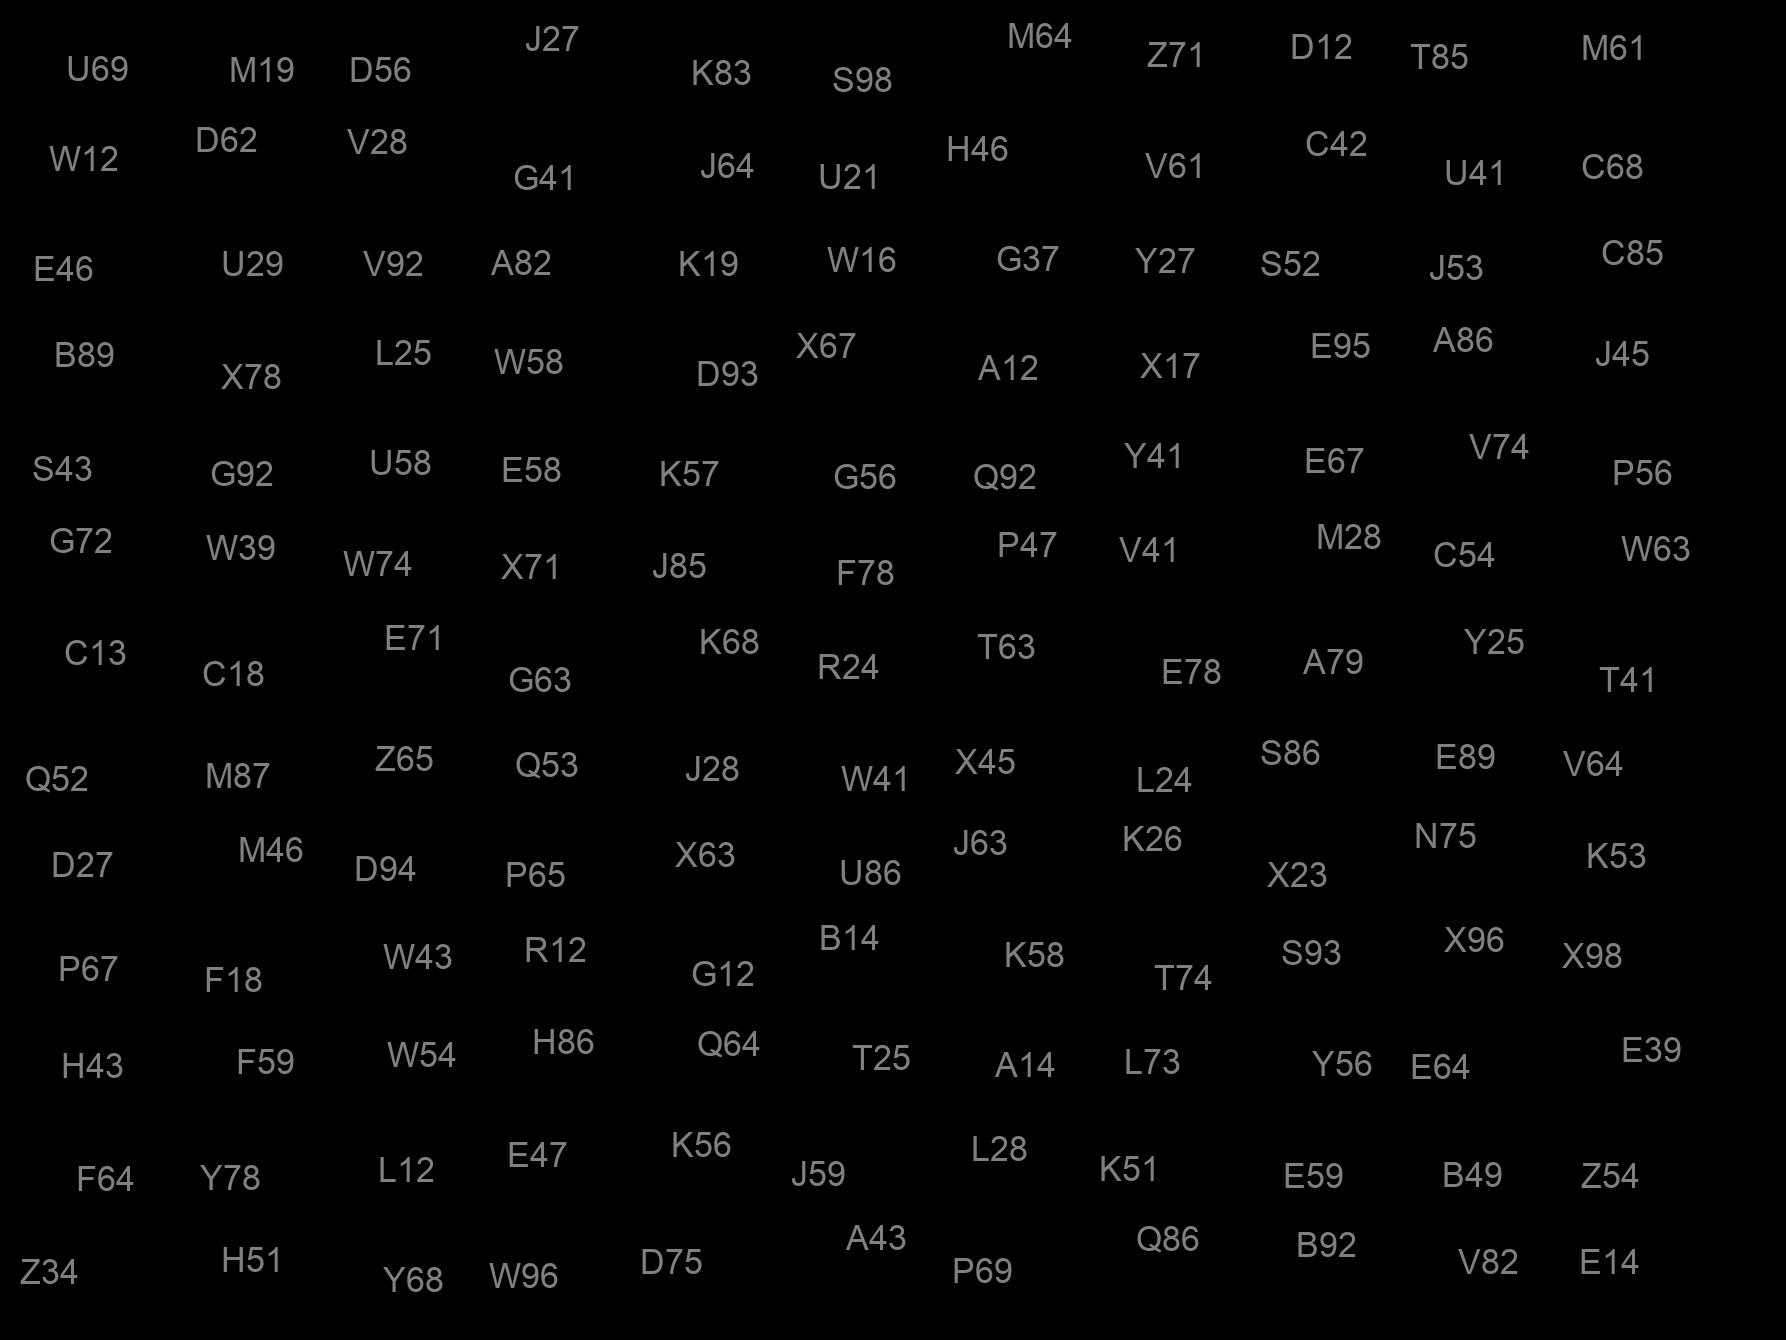 U69 M19 D56 J27 K83 S98 M64 Z71 D12 T85 M61
W12 D62 V28 G41 J64 U21 H46 V61 C42 U41 C68
E46 U29 V92 A82 K19 W16 G37 Y27 S52 J53 C85
B89 X78 L25 W58 D93 X67 A12 X17 E95 A86 J45
S43 G92 U58 E58 K57 G56 Q92 Y41 E67 V74 P56
G72 W39 W74 X71 J85 F78 P47 V41 M28 C54 W63
C13 C18 E71 G63 K68 R24 T63 E78 A79 Y25 T41
Q52 M87 Z65 Q53 J28 W41 X45 L24 S86 E89 V64
D27 M46 D94 P65 X63 U86 J63 K26 X23 N75 K53
P67 F18 W43 R12 G12 B14 K58 T74 S93 X96 X98
H43 F59 W54 H86 Q64 T25 A14 L73 Y56 E64 E39
F64 Y78 L12 E47 K56 J59 L28 K51 E59 B49 Z54
Z34 H51 Y68 W96 D75 A43 P69 Q86 B92 V82 E14